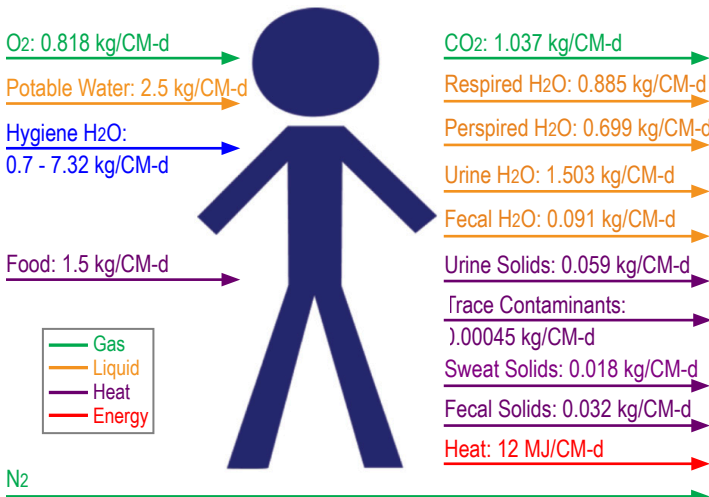 O2: 0.818 kg/CM-d
Potable Water: 2.5 kg/CM-d
Hygiene H2O:
0.7 - 7.32 kg/CM-d
Food: 1.5 kg/CM-d
Gas
Liquid
Heat
Energy
N2
CO2: 1.037 kg/CM-d
Respired H2O: 0.885 kg/CM-d
Perspired H2O: 0.699 kg/CM-d
Urine H2O: 1.503 kg/CM-d
Fecal H2O: 0.091 kg/CM-d
Urine Solids: 0.059 kg/CM-d
Trace Contaminants:
0.00045 kg/CM-d
Sweat Solids: 0.018 kg/CM-d
Fecal Solids: 0.032 kg/CM-d
Heat: 12 MJ/CM-d